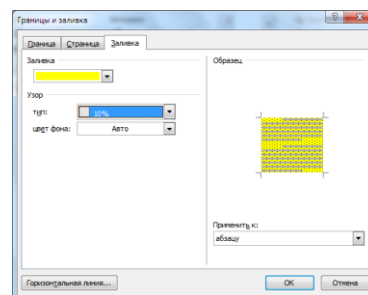 Границы и заливка
Граница Страница Заливка
Заливка
Образец
Узор
тип:
10%
цвет фона:
Авто
Применить к:
абзацу
Горизонтальная линия...
ОК
Отмена